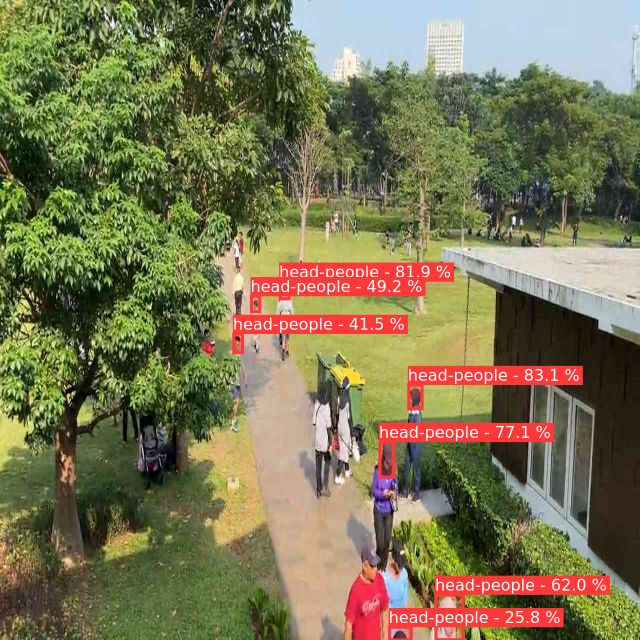 head-people - 81.9 %
head-people - 49.2 %
head-people - 41.5 %
head-people - 83.1 %
head-people - 77.1 %
head-people - 62.0 %
head-people - 25.8 %